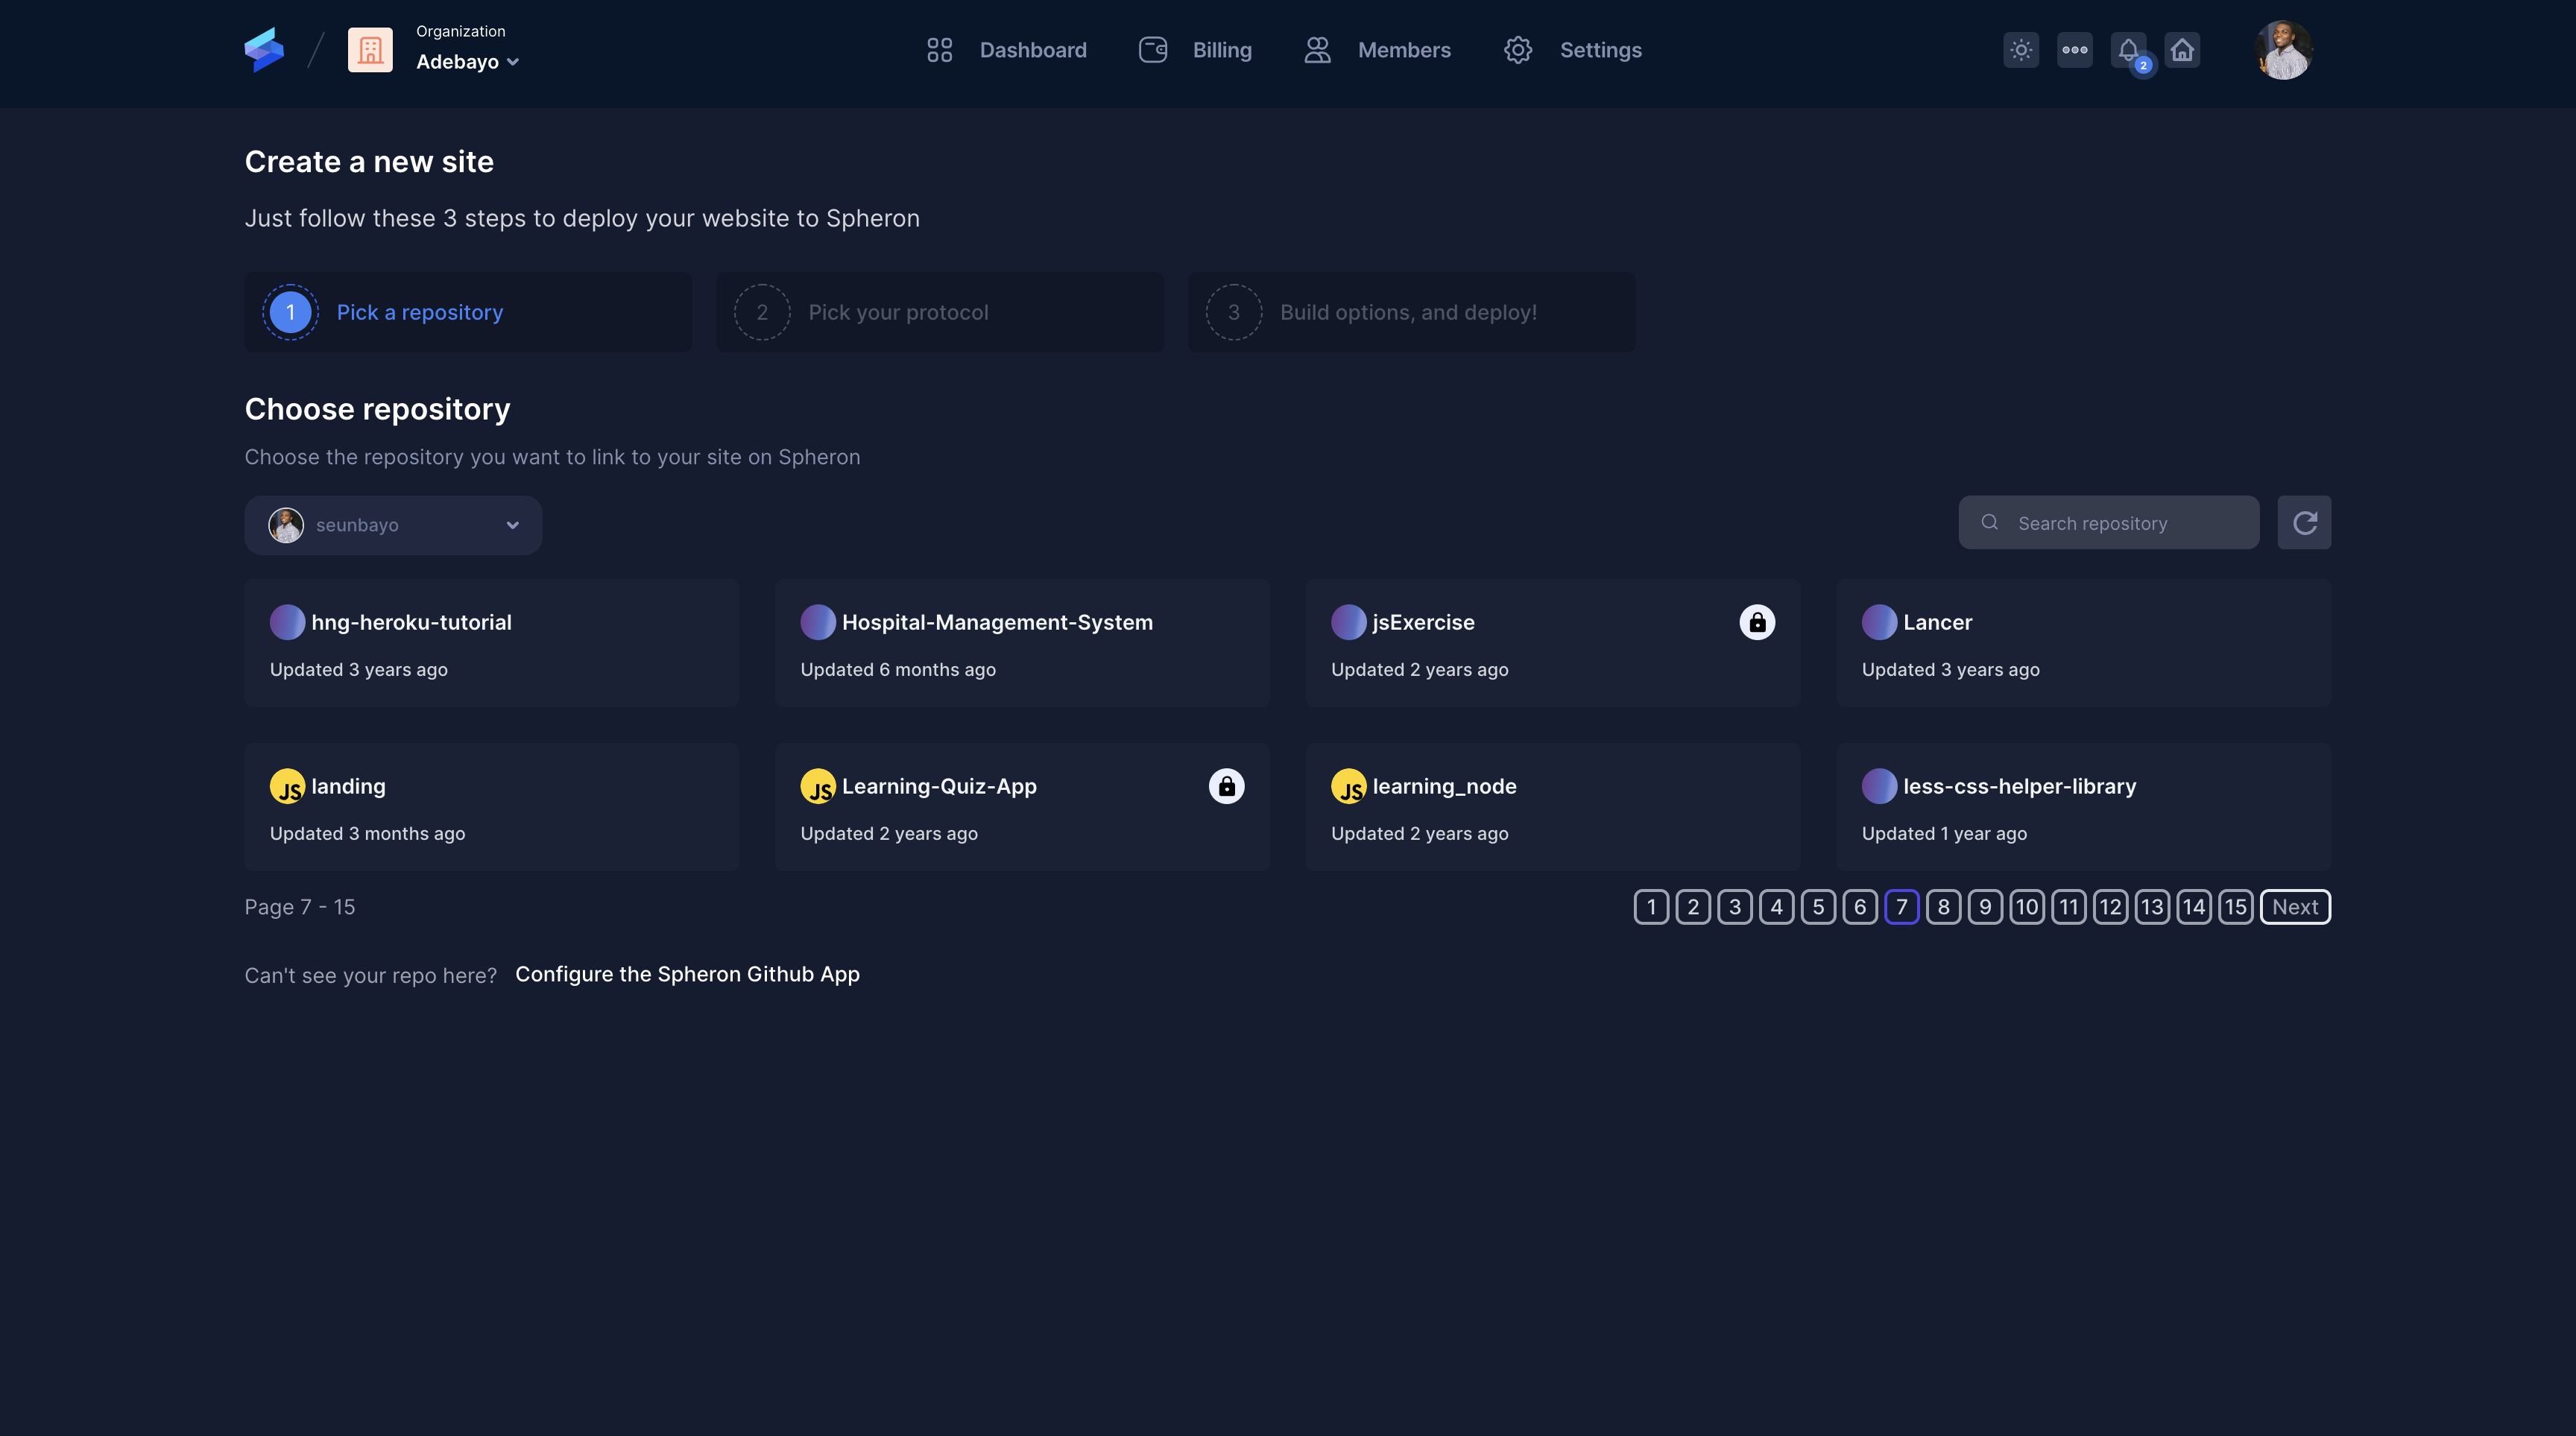 Organization
Adebayo
Dashboard
Billing
Members
Settings
2
Create a new site
Just follow these 3 steps to deploy your website to Spheron
1 Pick a repository
2 Pick your protocol
3 Build options, and deploy!
Choose repository
Choose the repository you want to link to your site on Spheron
seunbayo
Search repository
hng-heroku-tutorial
Updated 3 years ago
Hospital-Management-System
Updated 6 months ago
jsExercise
Updated 2 years ago
Lancer
Updated 3 years ago
JS landing
Updated 3 months ago
JS Learning-Quiz-App
Updated 2 years ago
JS learning_node
Updated 2 years ago
less-css-helper-library
Updated 1 year ago
Page 7 - 15
1 2 3 4 5 6 7 8 9 10 11 12 13 14 15 Next
Can't see your repo here? Configure the Spheron Github App